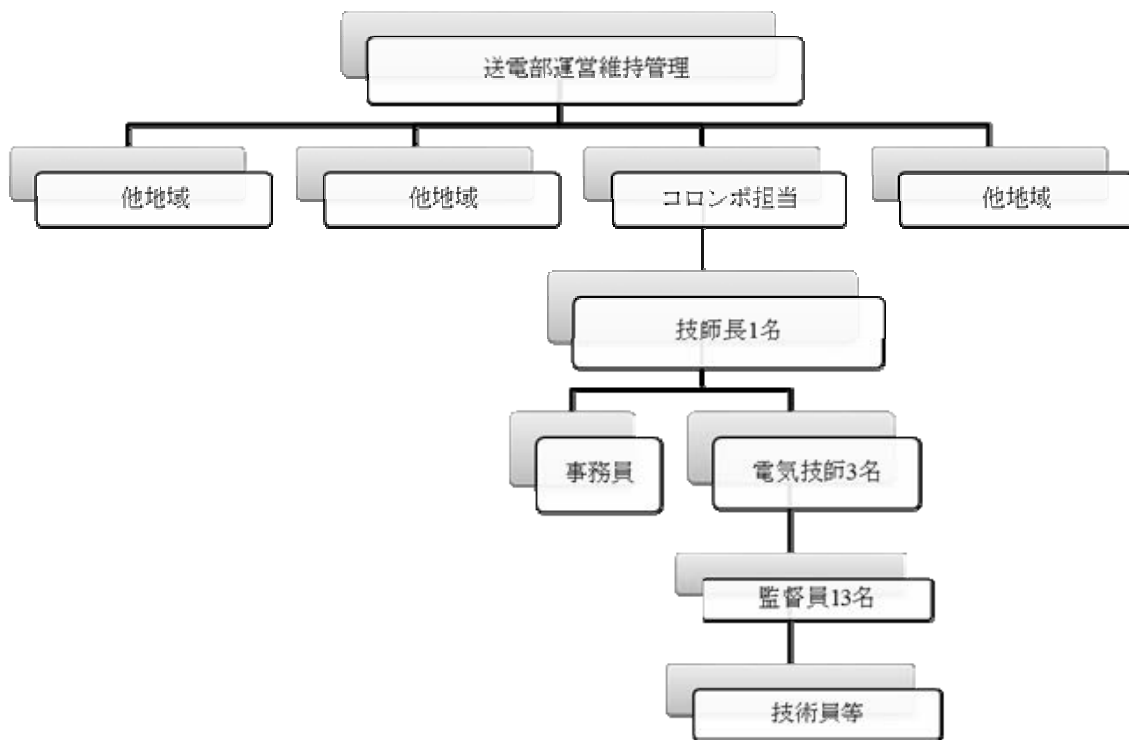 送電部運営維持管理
他地域
他地域
コロンボ担当
他地域
技師長1名
事務員
電気技師3名
監督員13名
技術員等